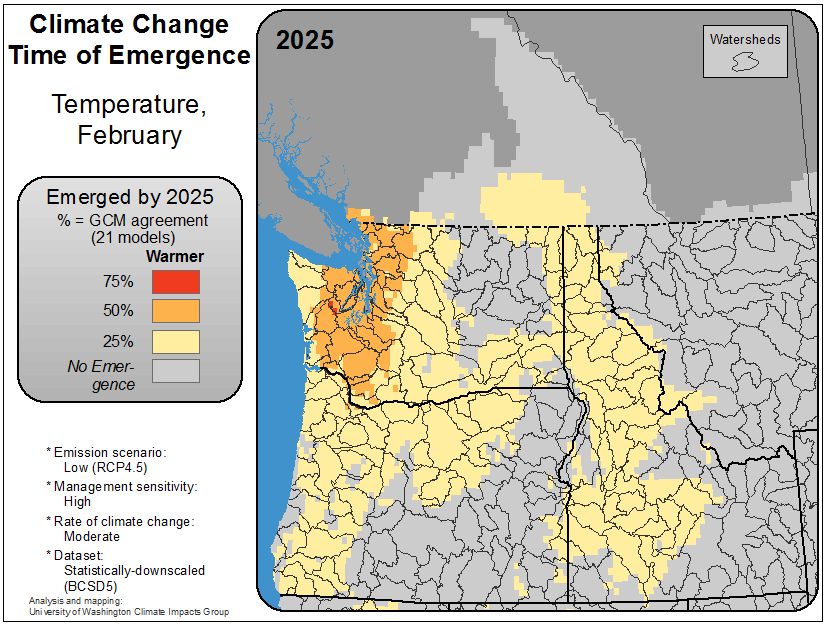 Climate Change
Time of Emergence
Temperature,
February
Emerged by 2025
% = GCM agreement
(21 models)
Warmer
75%
50%
25%
No Emer-
gence
* Emission scenario:
Low (RCP4.5)
* Management sensitivity:
High
* Rate of climate change:
Moderate
* Dataset:
Statistically-downscaled
(BCSD5)
Analysis and mapping:
University of Washington Climate Impacts Group
2025
Watersheds